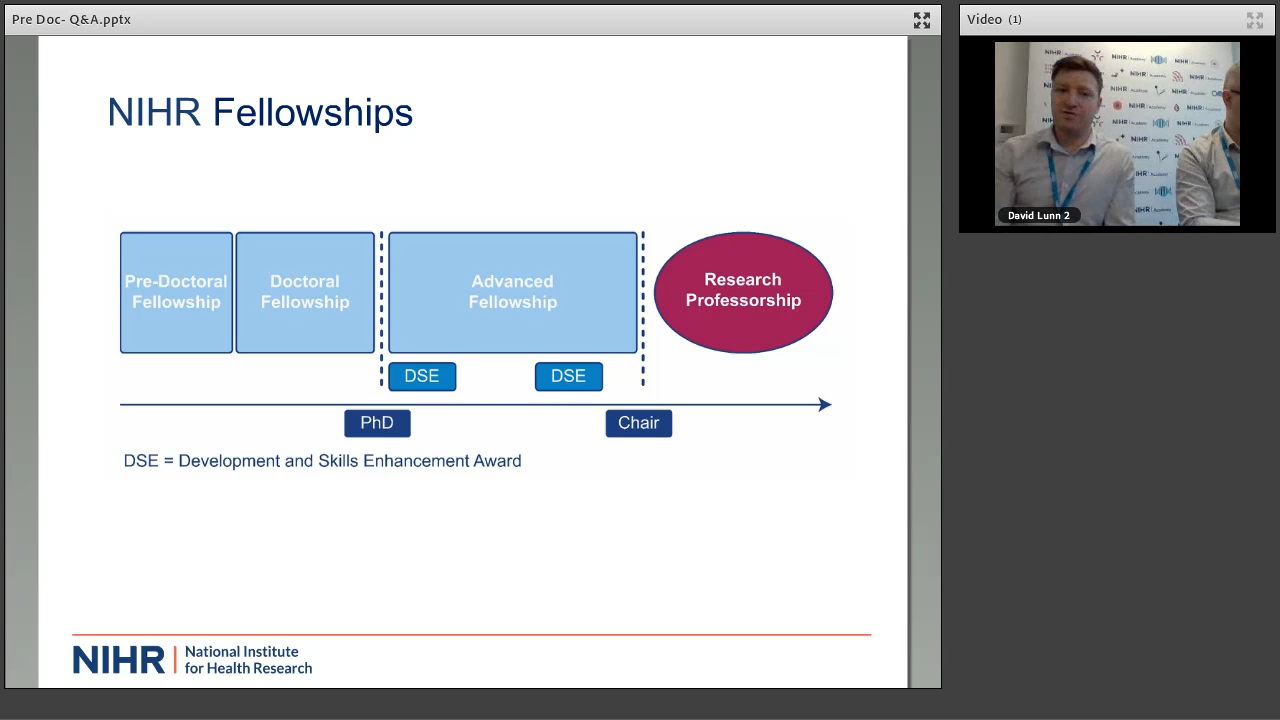 Pre Doc- Q&A.pptx
Video (1)
NIHR Fellowships
Pre-Doctoral
Fellowship
Doctoral
Fellowship
Advanced
Fellowship
Research
Professorship
DSE
DSE
PhD
Chair
DSE = Development and Skills Enhancement Award
NIHR
National Institute
for Health Research
David Lunn 2